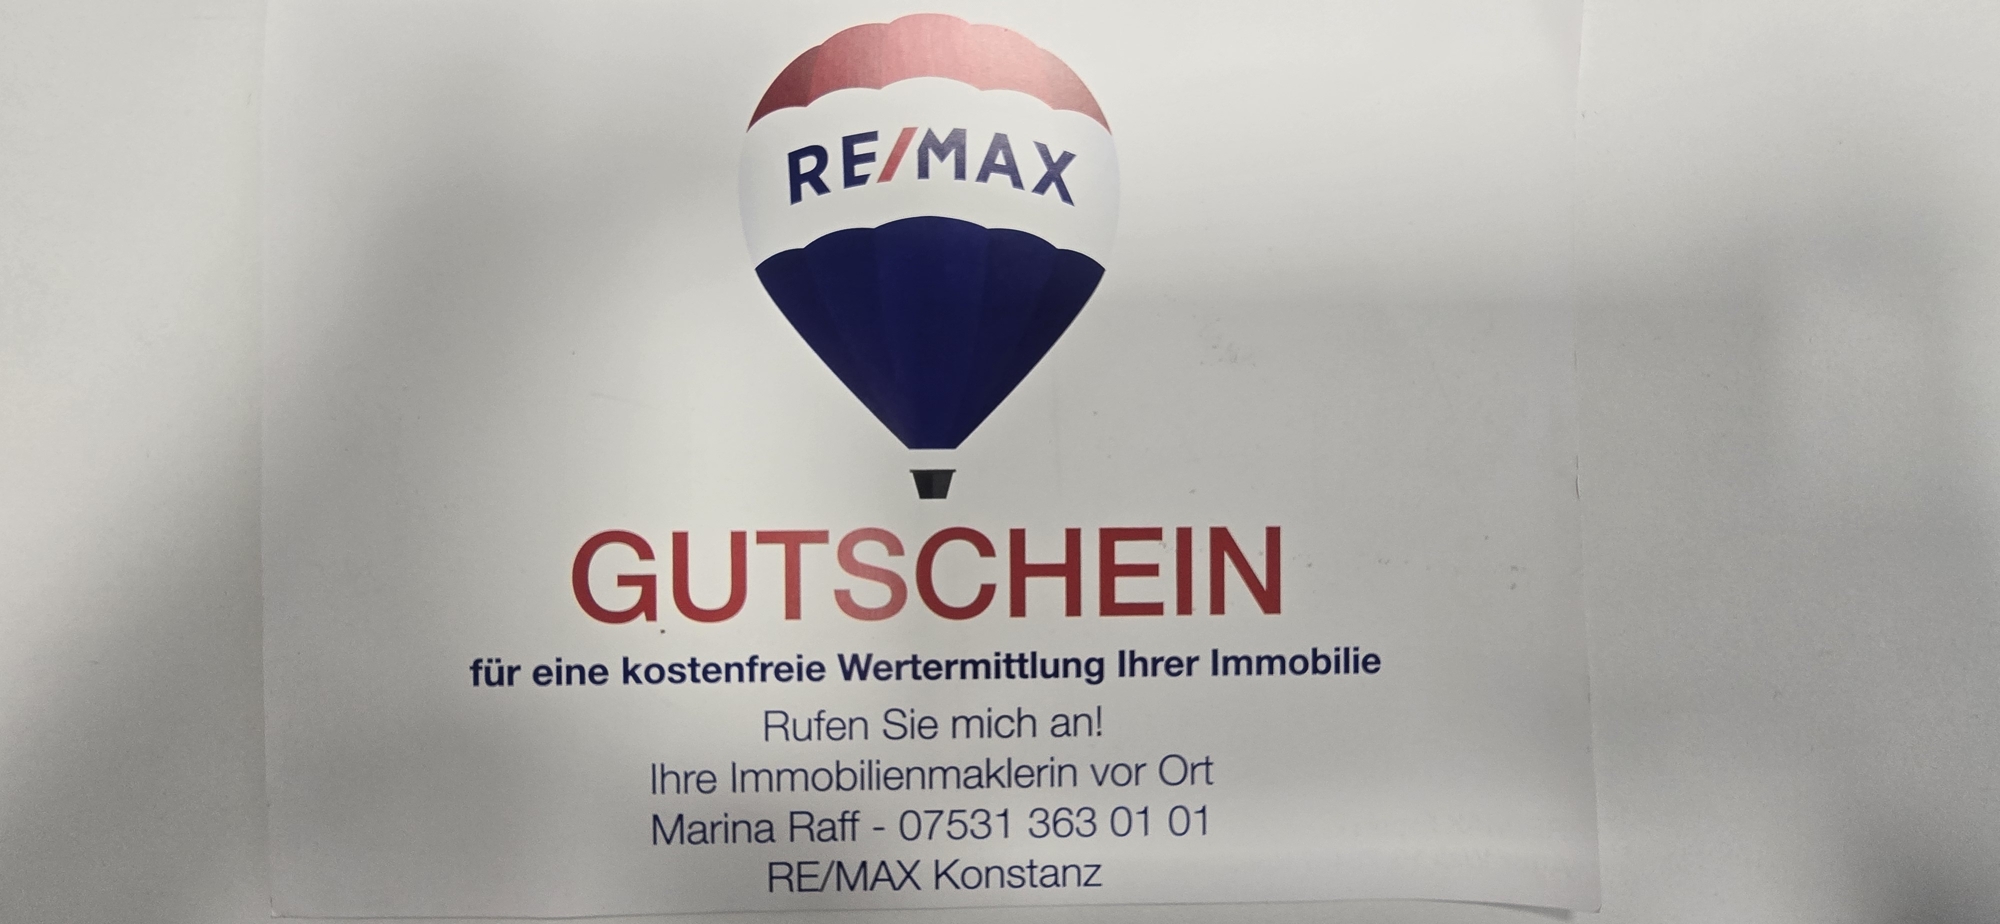 RE/MAX
GUTSCHEIN
für eine kostenfreie Wertermittlung Ihrer Immobilie
Rufen Sie mich an!
Ihre Immobilienmaklerin vor Ort
Marina Raff - 07531 363 01 01
RE/MAX Konstanz